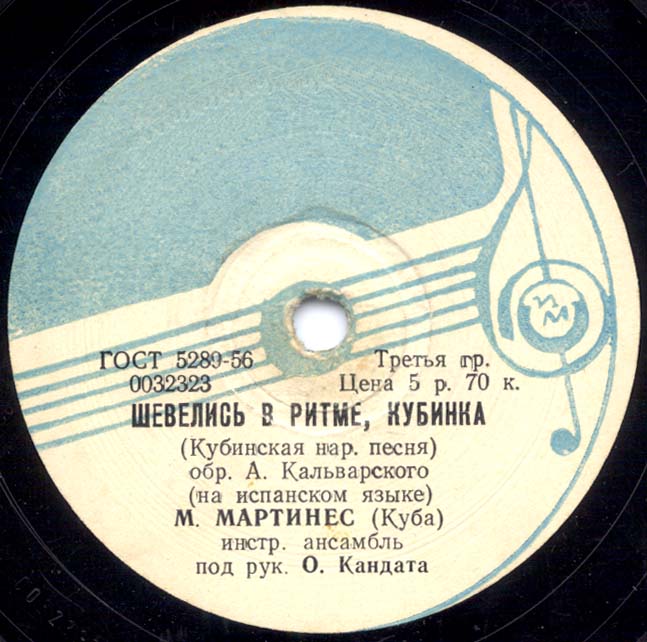 ГОСТ 5289-56 Третья гр.
0032323 Цена 5 р. 70 к.
ШЕВЕЛИСЬ В РИТМЕ, КУБИНКА
(Кубинская нар. песня)
обр. А. Кальварского
(на испанском языке)
М. МАРТИНЕС (Куба)
инстр. ансамбль
под рук. О. Кандата